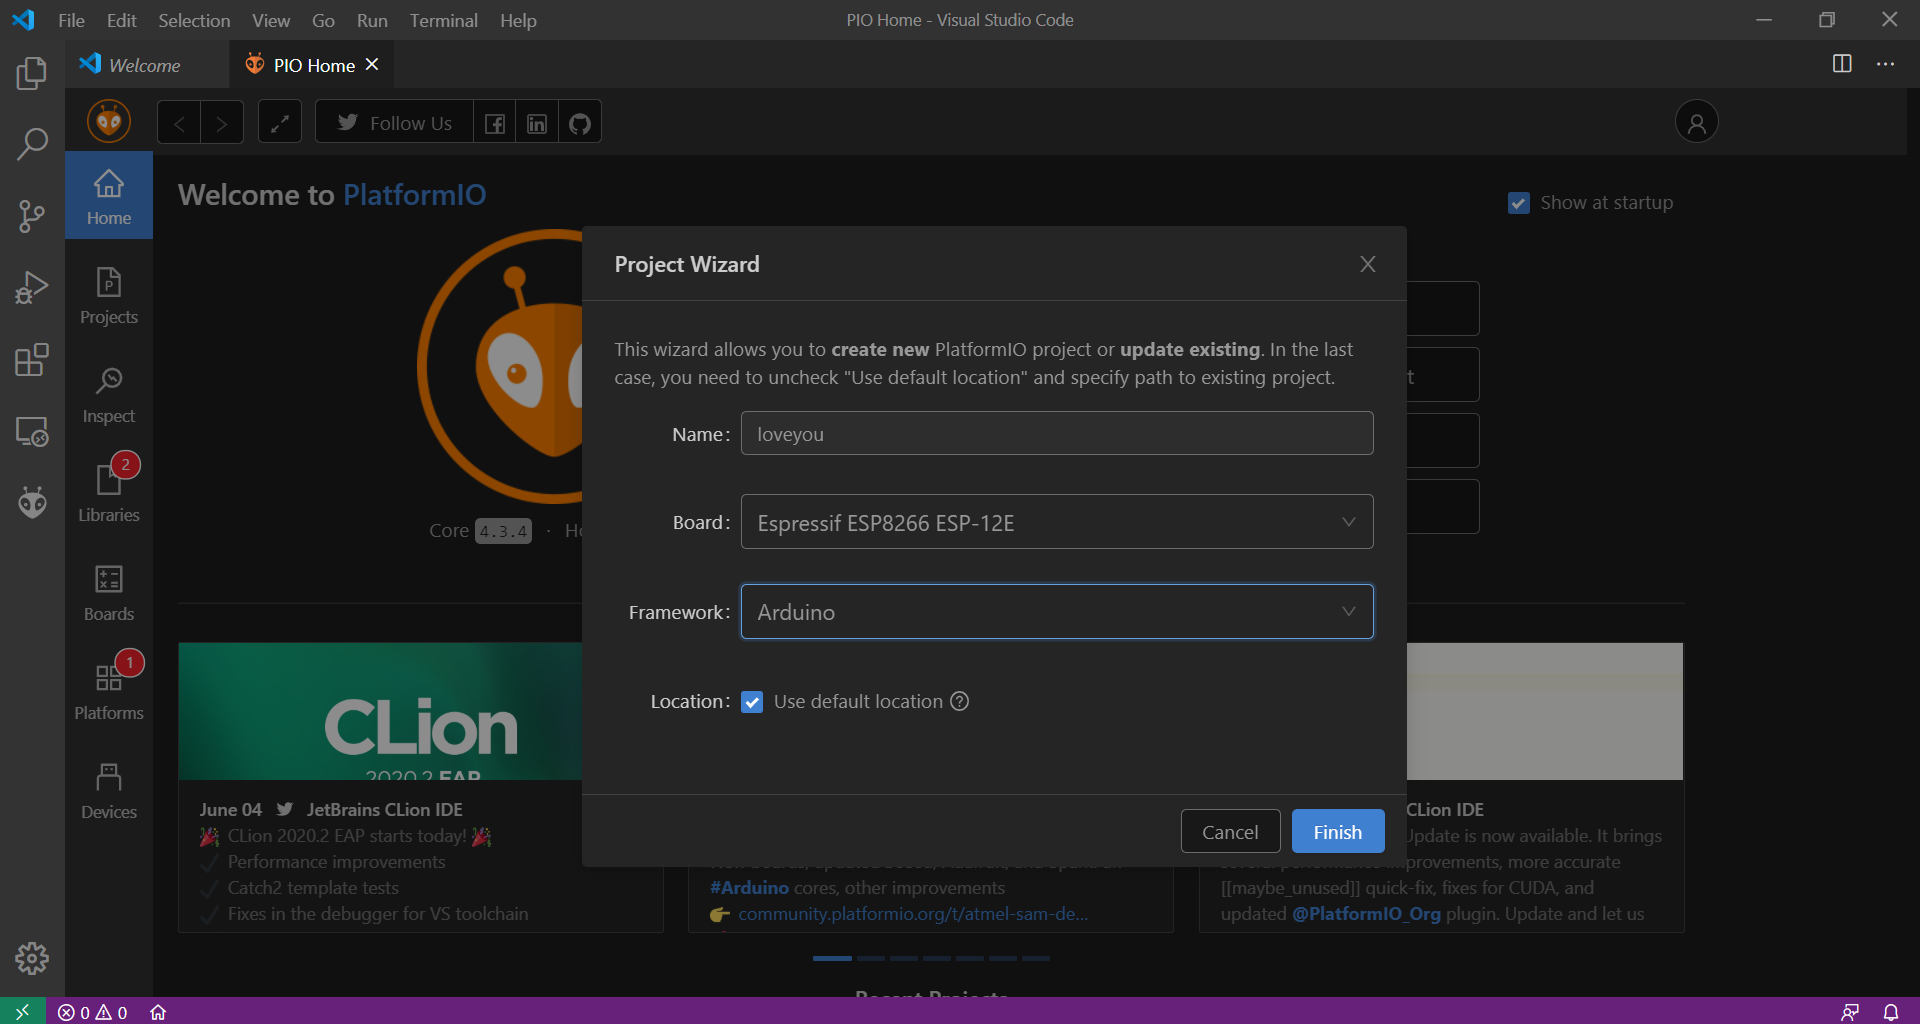 File Edit Selection View Go Run Terminal Help
PIO Home - Visual Studio Code
Welcome
PIO Home
Follow Us
Home
Projects
Inspect
2
Libraries
Boards
1
Platforms
Devices
Welcome to PlatformIO
Show at startup
Core 4.3.4 ·
Project Wizard
This wizard allows you to create new PlatformIO project or update existing. In the last
case, you need to uncheck "Use default location" and specify path to existing project.
Name: loveyou
Board: Espressif ESP8266 ESP-12E
Framework: Arduino
Location: Use default location
Cancel
Finish
CLion
2020.2 EAP
June 04 JetBrains CLion IDE
CLion 2020.2 EAP starts today!
Performance improvements
Catch2 template tests
Fixes in the debugger for VS toolchain
#Arduino cores, other improvements
community.platformio.org/t/atmel-sam-de...
CLion IDE
Update is now available. It brings
improvements, more accurate
[[maybe_unused]] quick-fix, fixes for CUDA, and
updated @PlatformIO_Org plugin. Update and let us
Recent Projects
0 0